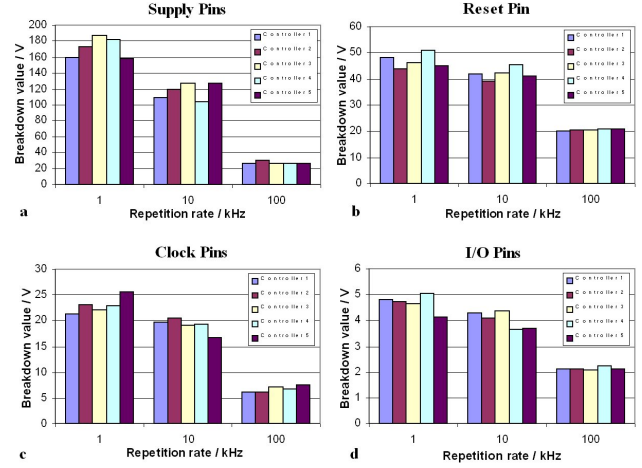 Supply Pins
Breakdown value / V
200
180
160
140
120
100
80
60
40
20
0
Controller 1
Controller 2
Controller 3
Controller 4
Controller 5
1 10 100
a Repetition rate / kHz
Reset Pin
Breakdown value / V
60
50
40
30
20
10
0
Controller 1
Controller 2
Controller 3
Controller 4
Controller 5
1 10 100
b Repetition rate / kHz
Clock Pins
Breakdown value / V
30
25
20
15
10
5
0
Controller 1
Controller 2
Controller 3
Controller 4
Controller 5
1 10 100
c Repetition rate / kHz
I/O Pins
Breakdown value / V
6
5
4
3
2
1
0
Controller 1
Controller 2
Controller 3
Controller 4
Controller 5
1 10 100
d Repetition rate / kHz